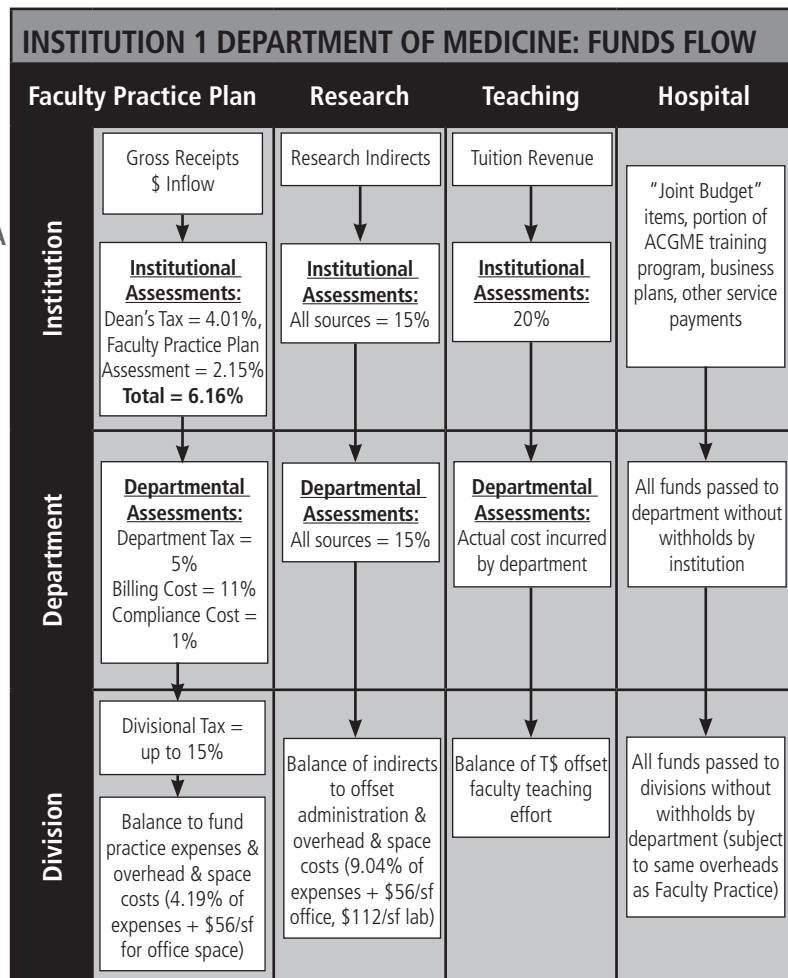 INSTITUTION 1 DEPARTMENT OF MEDICINE: FUNDS FLOW
Faculty Practice Plan
Research
Teaching
Hospital
A
Institution
Gross Receipts
$ Inflow
Institutional
Assessments:
Dean's Tax = 4.01%,
Faculty Practice Plan
Assessment = 2.15%
Total = 6.16%
Research Indirects
Institutional
Assessments:
All sources = 15%
Tuition Revenue
Institutional
Assessments:
20%
“Joint Budget”
items, portion of
ACGME training
program, business
plans, other service
payments
Department
Departmental
Assessments:
Department Tax =
5%
Billing Cost = 11%
Compliance Cost =
1%
Departmental
Assessments:
All sources = 15%
Departmental
Assessments:
Actual cost incurred
by department
All funds passed to
department without
withholds by
institution
Division
Divisional Tax =
up to 15%
Balance to fund
practice expenses &
overhead & space
costs (4.19% of
expenses + $56/sf
for office space)
Balance of indirects
to offset
administration &
overhead & space
costs (9.04% of
expenses + $56/sf
office, $112/sf lab)
Balance of T$ offset
faculty teaching
effort
All funds passed to
divisions without
withholds by
department (subject
to same overheads
as Faculty Practice)